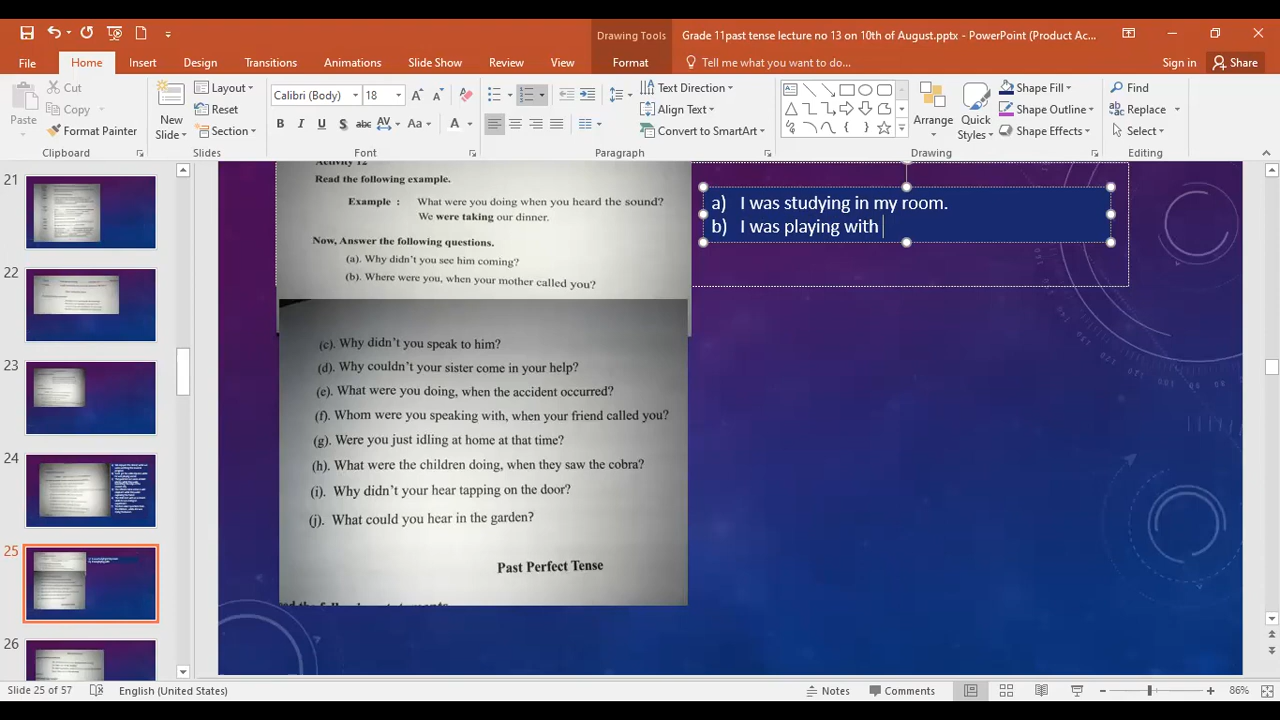 Drawing Tools
Grade 11past tense lecture no 13 on 10th of August.pptx - PowerPoint (Product Ac...
File
Home
Insert
Design
Transitions
Animations
Slide Show
Review
View
Format
Tell me what you want to do...
Sign in
Share
Paste
Cut
Copy
Format Painter
Clipboard
New Slide
Layout
Reset
Section
Slides
Calibri (Body)
18
B I U S abc AV Aa A
Font
Text Direction
Align Text
Convert to SmartArt
Paragraph
Arrange
Quick Styles
Shape Fill
Shape Outline
Shape Effects
Drawing
Find
Replace
Select
Editing
21
22
23
24
25
26
Activity 12
Read the following example.
Example : What were you doing when you heard the sound?
We were taking our dinner.
Now, Answer the following questions.
(a). Why didn't you see him coming?
(b). Where were you, when your mother called you?
(c). Why didn't you speak to him?
(d). Why couldn't your sister come in your help?
(e). What were you doing, when the accident occurred?
(f). Whom were you speaking with, when your friend called you?
(g). Were you just idling at home at that time?
(h). What were the children doing, when they saw the cobra?
(i). Why didn't your hear tapping on the door?
(j). What could you hear in the garden?
Past Perfect Tense
a) I was studying in my room.
b) I was playing with
Slide 25 of 57
English (United States)
Notes
Comments
86%